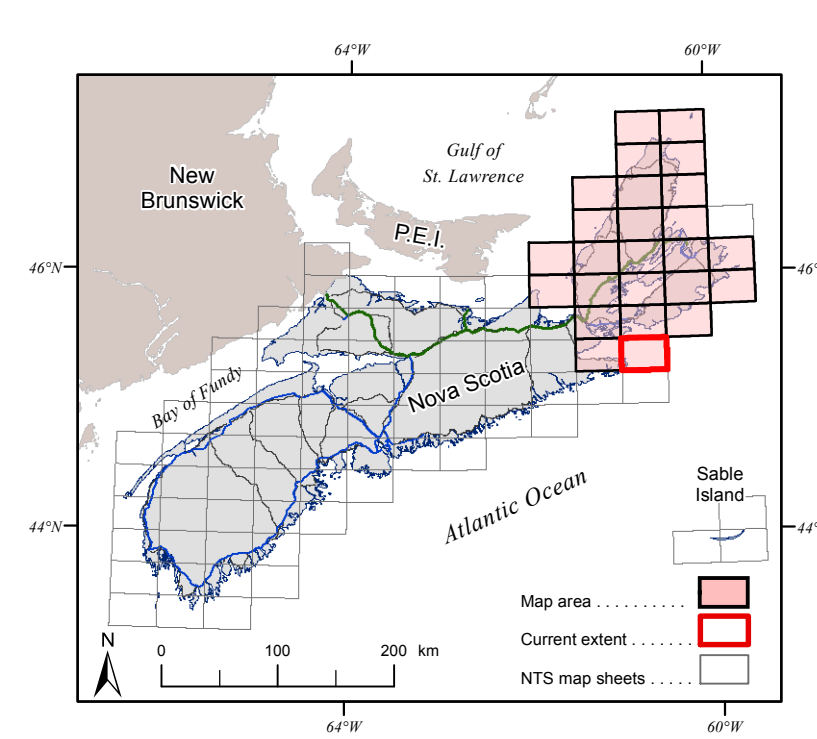 64°W
60°W
Gulf of
St. Lawrence
New
Brunswick
P.E.I.
46°N
46°
Bay of Fundy
Nova Scotia
Atlantic Ocean
Sable
Island
44°N
44°
Map area . . . . . . . . . .
Current extent . . . . . . .
NTS map sheets . . . . .
N
0 100 200 km
64°W
60°W